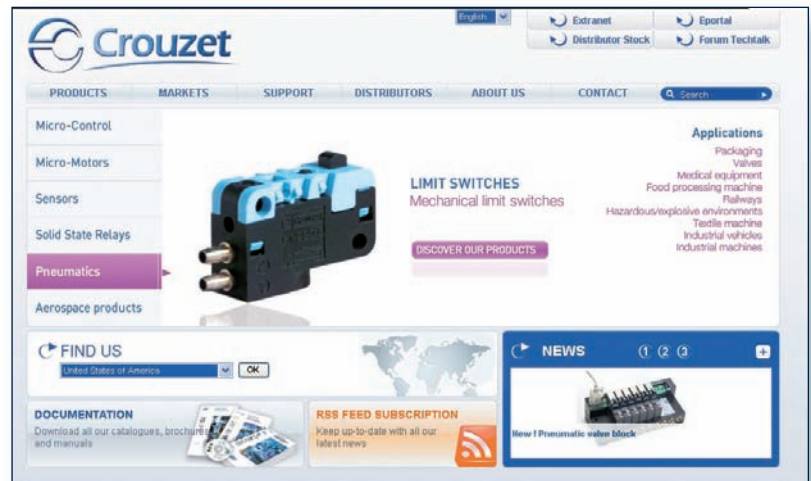 English
Extranet
Eportal
Distributor Stock
Forum Techtalk
Crouzet
PRODUCTS MARKETS SUPPORT DISTRIBUTORS ABOUT US CONTACT Search
Micro-Control
Micro-Motors
Sensors
Solid State Relays
Pneumatics
Aerospace products
Crouzet
LIMIT SWITCHES
Mechanical limit switches
DISCOVER OUR PRODUCTS
Applications
Packaging
Valves
Medical equipment
Food processing machine
Railways
Hazardous/explosive environments
Textile machine
Industrial vehicles
Industrial machines
FIND US
United States of America OK
NEWS 1 2 3 +
New ! Pneumatic valve block
DOCUMENTATION
Download all our catalogues, brochures
and manuals
RSS FEED SUBSCRIPTION
Keep up-to-date with all our
latest news